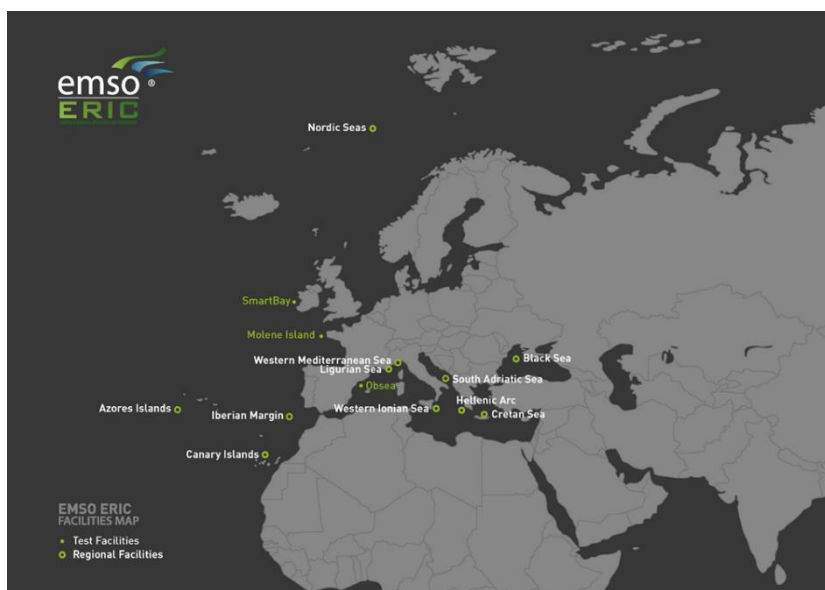 emso ®
ERIC
Nordic Seas
SmartBay
Molene Island
Western Mediterranean Sea
Ligurian Sea
Black Sea
Obsea
South Adriatic Sea
Hellenic Arc
Azores Islands
Iberian Margin
Western Ionian Sea
Cretan Sea
Canary Islands
EMSO ERIC
FACILITIES MAP
Test Facilities
Regional Facilities